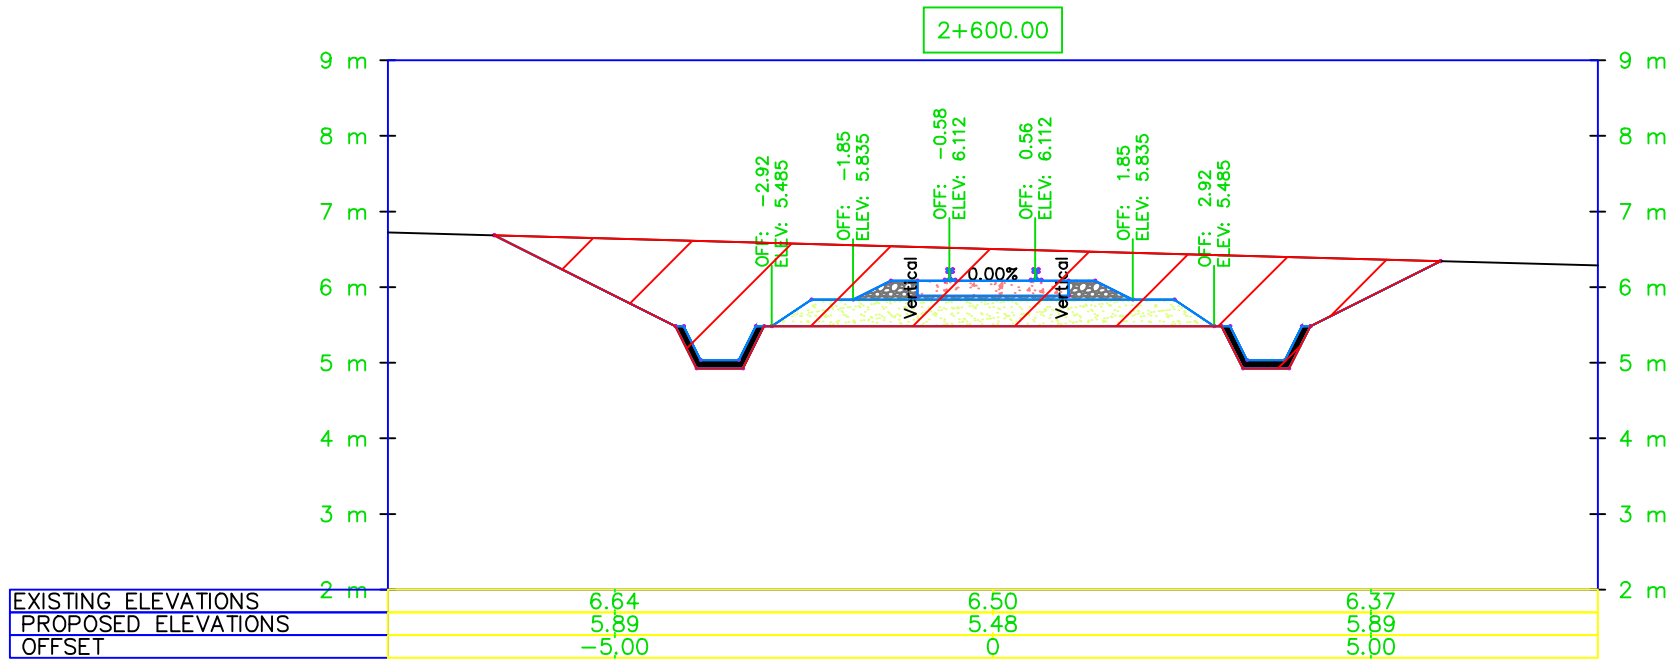 2+600.00
9 m
9 m
8 m
8 m
7 m
7 m
6 m
6 m
5 m
5 m
4 m
4 m
3 m
3 m
2 m
2 m
OFF: -2.92
ELEV: 5.485
OFF: -1.85
ELEV: 5.835
OFF: -0.58
ELEV: 6.112
OFF: 0.56
ELEV: 6.112
OFF: 1.85
ELEV: 5.835
OFF: 2.92
ELEV: 5.485
Vertical
0.00%
Vertical
EXISTING ELEVATIONS 6.64 6.50 6.37
PROPOSED ELEVATIONS 5.89 5.48 5.89
OFFSET -5.00 0 5.00